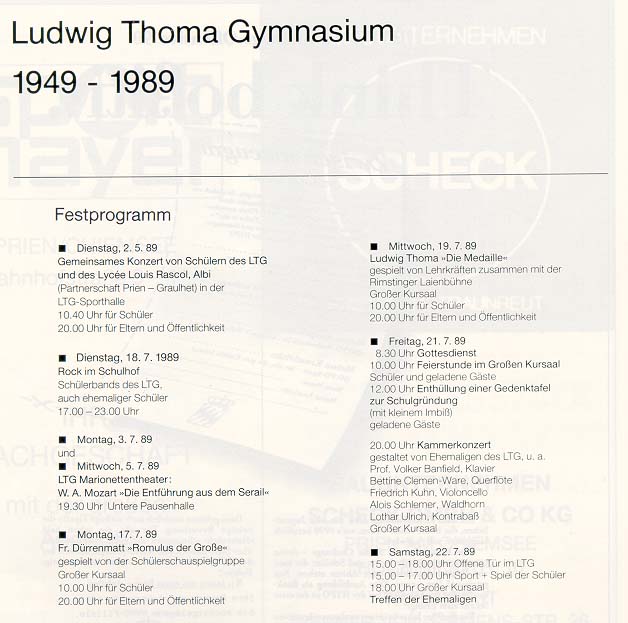 Ludwig Thoma Gymnasium
1949 - 1989
Festprogramm
■ Dienstag, 2. 5. 89
Gemeinsames Konzert von Schülern des LTG
und des Lycée Louis Rascol, Albi
(Partnerschaft Prien – Graulhet) in der
LTG-Sporthalle
10.40 Uhr für Schüler
20.00 Uhr für Eltern und Öffentlichkeit
■ Dienstag, 18. 7. 1989
Rock im Schulhof
Schülerbands des LTG,
auch ehemaliger Schüler
17.00 – 23.00 Uhr
■ Montag, 3. 7. 89
und
■ Mittwoch, 5. 7. 89
LTG Marionettentheater:
W. A. Mozart »Die Entführung aus dem Serail«
19.30 Uhr Untere Pausenhalle
■ Montag, 17. 7. 89
Fr. Dürrenmatt »Romulus der Große«
gespielt von der Schülerschauspielgruppe
Großer Kursaal
10.00 Uhr für Schüler
20.00 Uhr für Eltern und Öffentlichkeit
■ Mittwoch, 19. 7. 89
Ludwig Thoma »Die Medaille«
gespielt von Lehrkräften zusammen mit der
Rimstinger Laienbühne
Großer Kursaal
10.00 Uhr für Schüler
20.00 Uhr für Eltern und Öffentlichkeit
■ Freitag, 21. 7. 89
8.30 Uhr Gottesdienst
10.00 Uhr Feierstunde im Großen Kursaal
Schüler und geladene Gäste
12.00 Uhr Enthüllung einer Gedenktafel
zur Schulgründung
(mit kleinem Imbiß)
geladene Gäste
20.00 Uhr Kammerkonzert
gestaltet von Ehemaligen des LTG, u. a.
Prof. Volker Banfield, Klavier
Bettine Clemen-Ware, Querflöte
Friedrich Kuhn, Violoncello
Alois Schlemer, Waldhorn
Lothar Ulrich, Kontrabaß
Großer Kursaal
■ Samstag, 22. 7. 89
15.00 – 18.00 Uhr Offene Tür im LTG
15.00 – 17.00 Uhr Sport + Spiel der Schüler
18.00 Uhr Großer Kursaal
Treffen der Ehemaligen